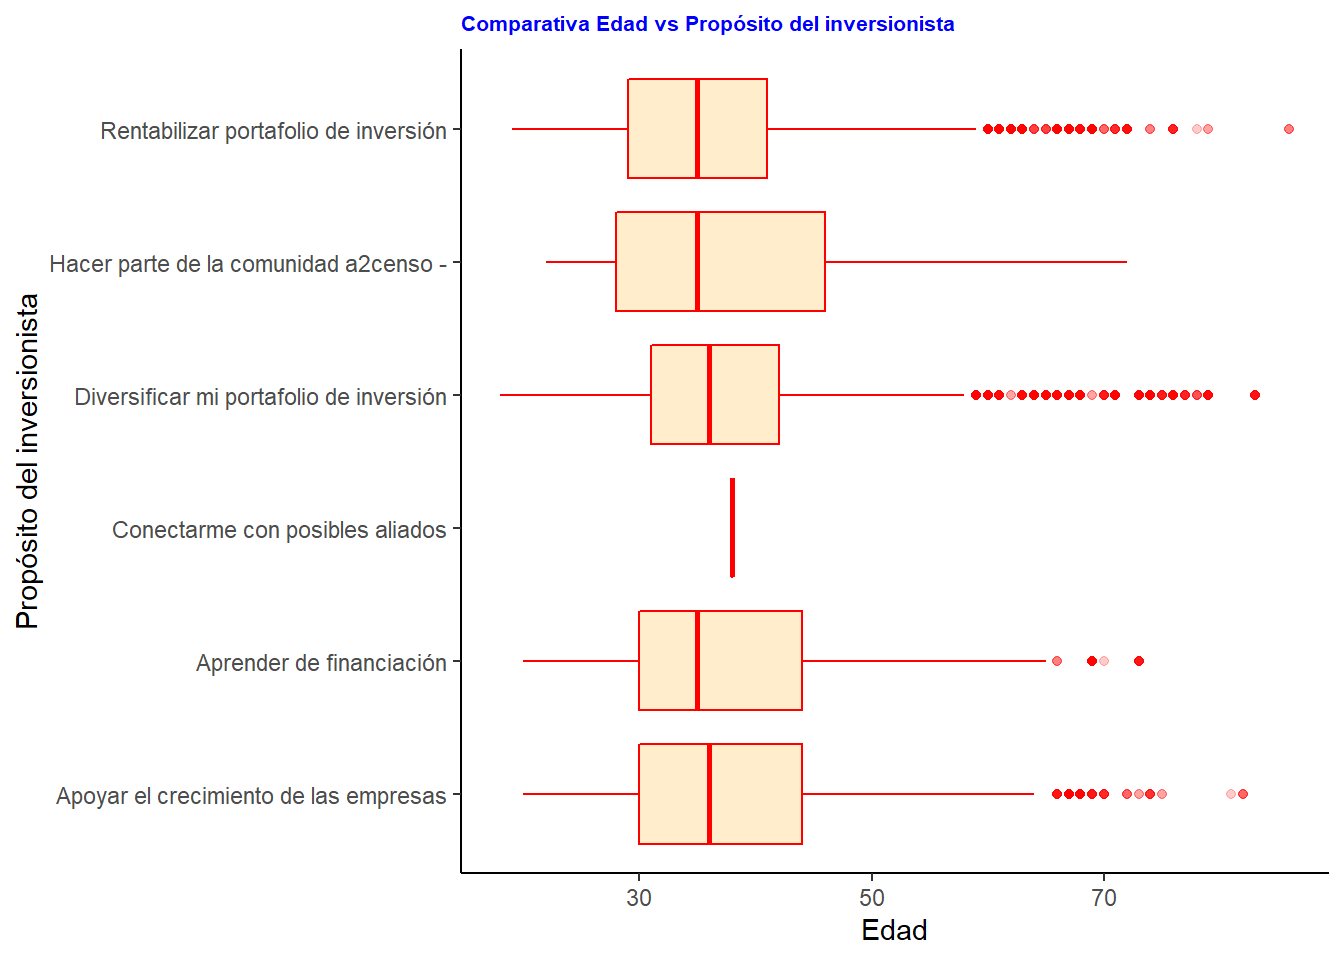 Comparativa Edad vs Propósito del inversionista
Propósito del inversionista
Rentabilizar portafolio de inversión
Hacer parte de la comunidad a2censo -
Diversificar mi portafolio de inversión
Conectarme con posibles aliados
Aprender de financiación
Apoyar el crecimiento de las empresas
30 50 70
Edad